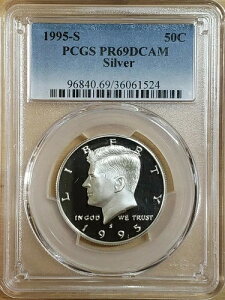 1995-S 50C
PCGS PR69DCAM
Silver
96840.69/36061524
LIBERTY
IN GOD WE TRUST
S
1995